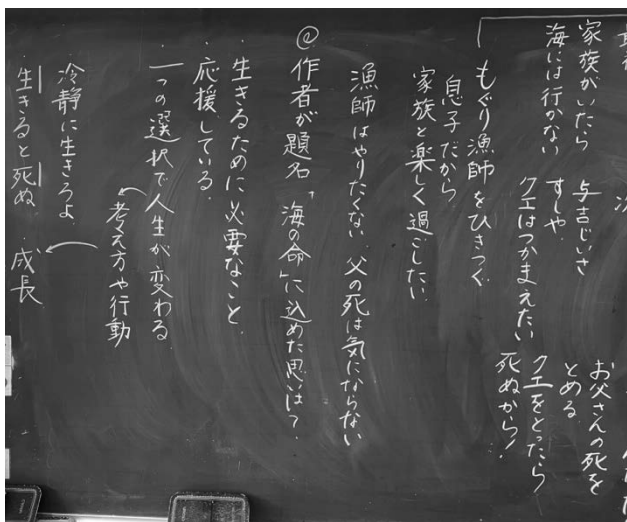 家族がいたら
海には行かない
与吉じいさ
すしや
クエはつかまえたい
お父さんの死を
とめる
クエをとったら
死ぬから!
もぐり漁師をひきつぐ
息子だから
家族と楽しく過ごしたい
漁師はやりたくない 父の死は気にならない
@作者が題名「海の命」に込めた思いは?
・生きるために必要なこと
・応援している
・一つの選択で人生が変わる
考え方や行動
冷静に生きろよ
生きると死ぬ・成長